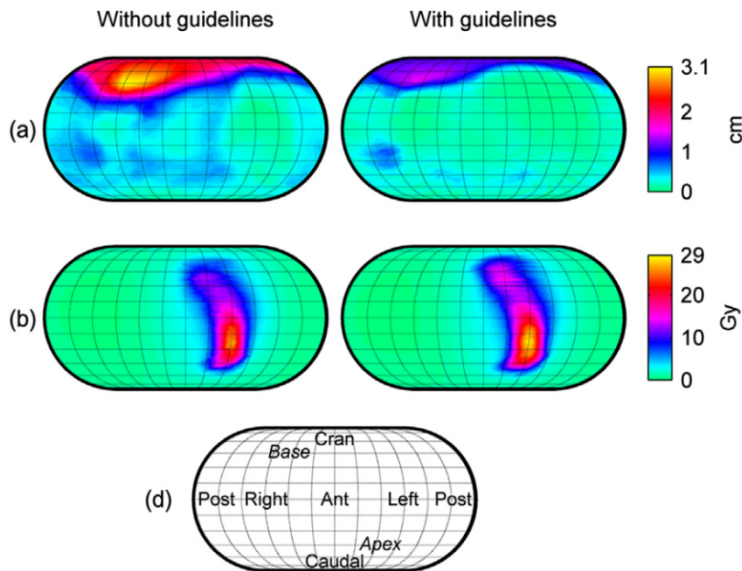 Without guidelines
With guidelines
(a)
3.1
2
1
0
cm
(b)
29
20
10
0
Gy
(d)
Cran
Base
Post Right Ant Left Post
Apex
Caudal